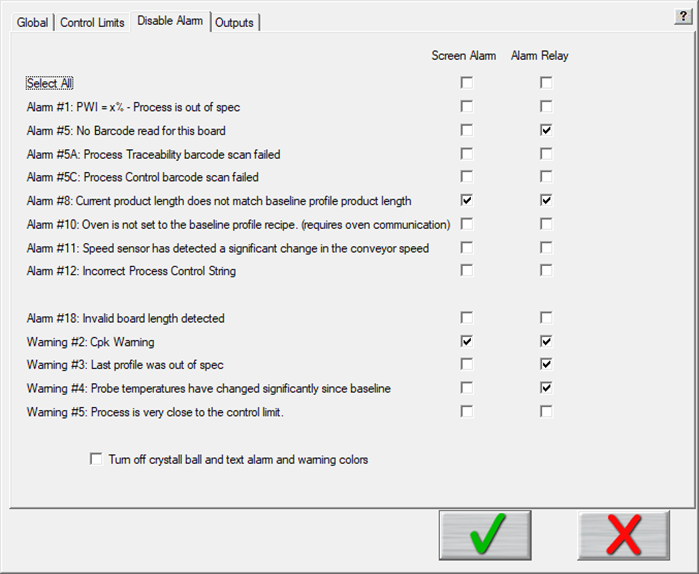 Global Control Limits Disable Alarm Outputs ?
Screen Alarm Alarm Relay
Select All
Alarm #1: PWI = x% - Process is out of spec
Alarm #5: No Barcode read for this board
Alarm #5A: Process Traceability barcode scan failed
Alarm #5C: Process Control barcode scan failed
Alarm #8: Current product length does not match baseline profile product length
Alarm #10: Oven is not set to the baseline profile recipe. (requires oven communication)
Alarm #11: Speed sensor has detected a significant change in the conveyor speed
Alarm #12: Incorrect Process Control String
Alarm #18: Invalid board length detected
Warning #2: Cpk Warning
Warning #3: Last profile was out of spec
Warning #4: Probe temperatures have changed significantly since baseline
Warning #5: Process is very close to the control limit.
Turn off crystall ball and text alarm and warning colors